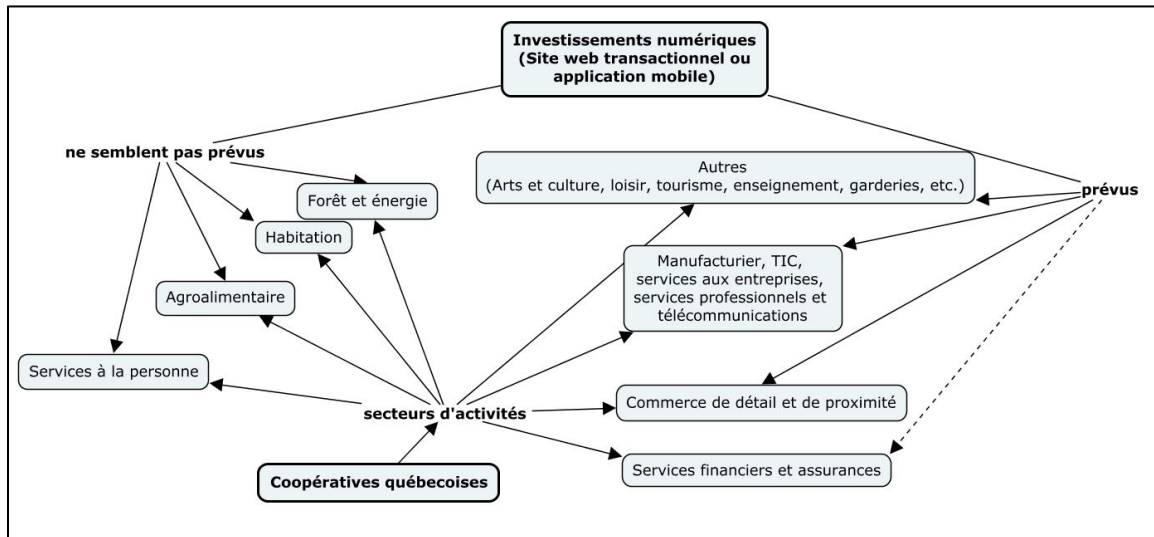 Investissements numériques
(Site web transactionnel ou
application mobile)
ne semblent pas prévus
Autres
(Arts et culture, loisir, tourisme, enseignement, garderies, etc.)
prévus
Forêt et énergie
Habitation
Manufacturier, TIC,
services aux entreprises,
services professionnels et
télécommunications
Agroalimentaire
Services à la personne
secteurs d'activités
Commerce de détail et de proximité
Services financiers et assurances
Coopératives québecoises